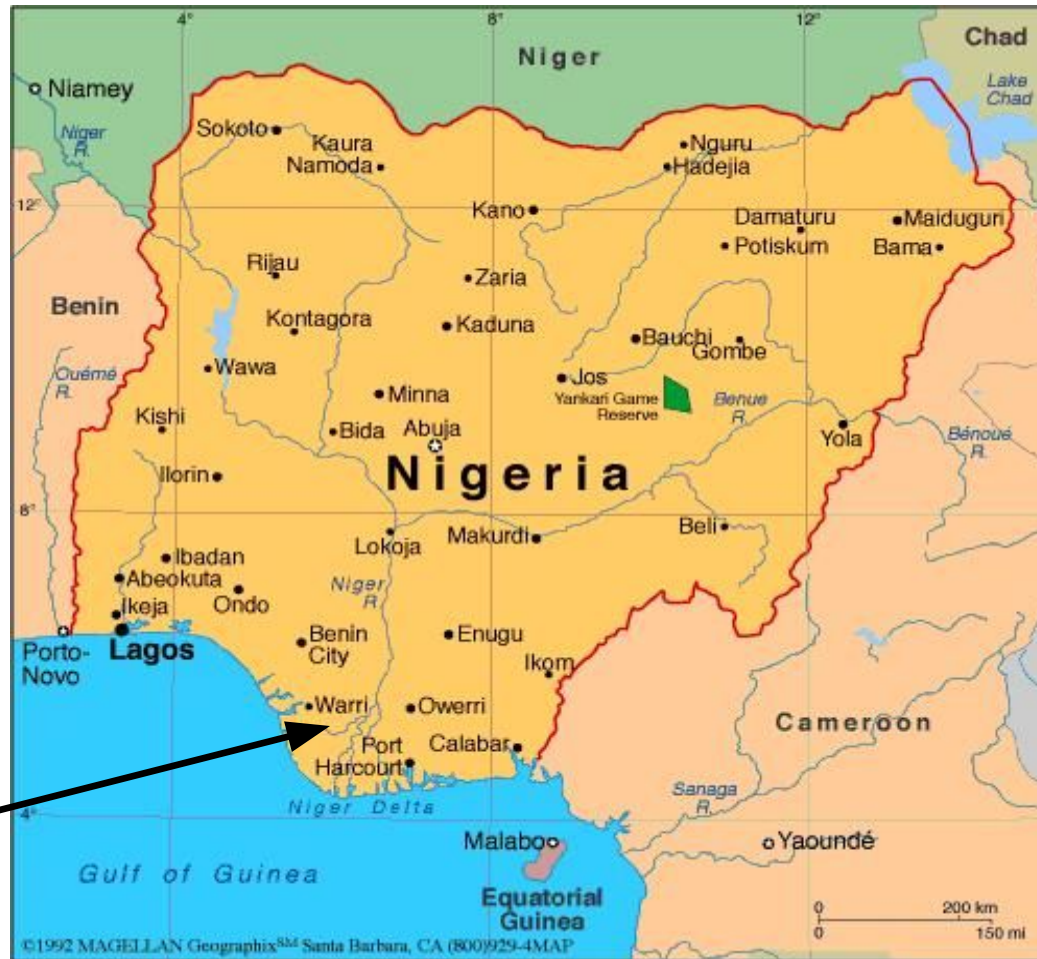 4°
8°
12°
Niger
Chad
Niamey
Lake
Chad
Niger
R.
Sokoto
Kaura
Namoda
Nguru
Hadejia
12°
Kano
Damaturu
Maiduguri
Potiskum
Bama
Rijau
Zaria
Benin
Kontagora
Kaduna
Bauchi
Gombe
Wawa
Ouémé
R.
Jos
Yankari Game
Reserve
Minna
Benue
R.
Kishi
Bida
Abuja
Yola
Bénoué
R.
Nigeria
Ilorin
8°
Lokoja
Makurdi
Beli
Ibadan
Abeokuta
Niger
R.
Ikeja
Ondo
Benin
City
Enugu
Porto-
Novo
Lagos
Ikom
Warri
Owerri
Cameroon
Port
Harcourt
Calabar
Sanaga
R.
Niger Delta
4°
Malabo
Yaoundé
Gulf of Guinea
Equatorial
Guinea
0 200 km
0 150 mi
©1992 MAGELLAN Geographix℠ Santa Barbara, CA (800)929-4MAP